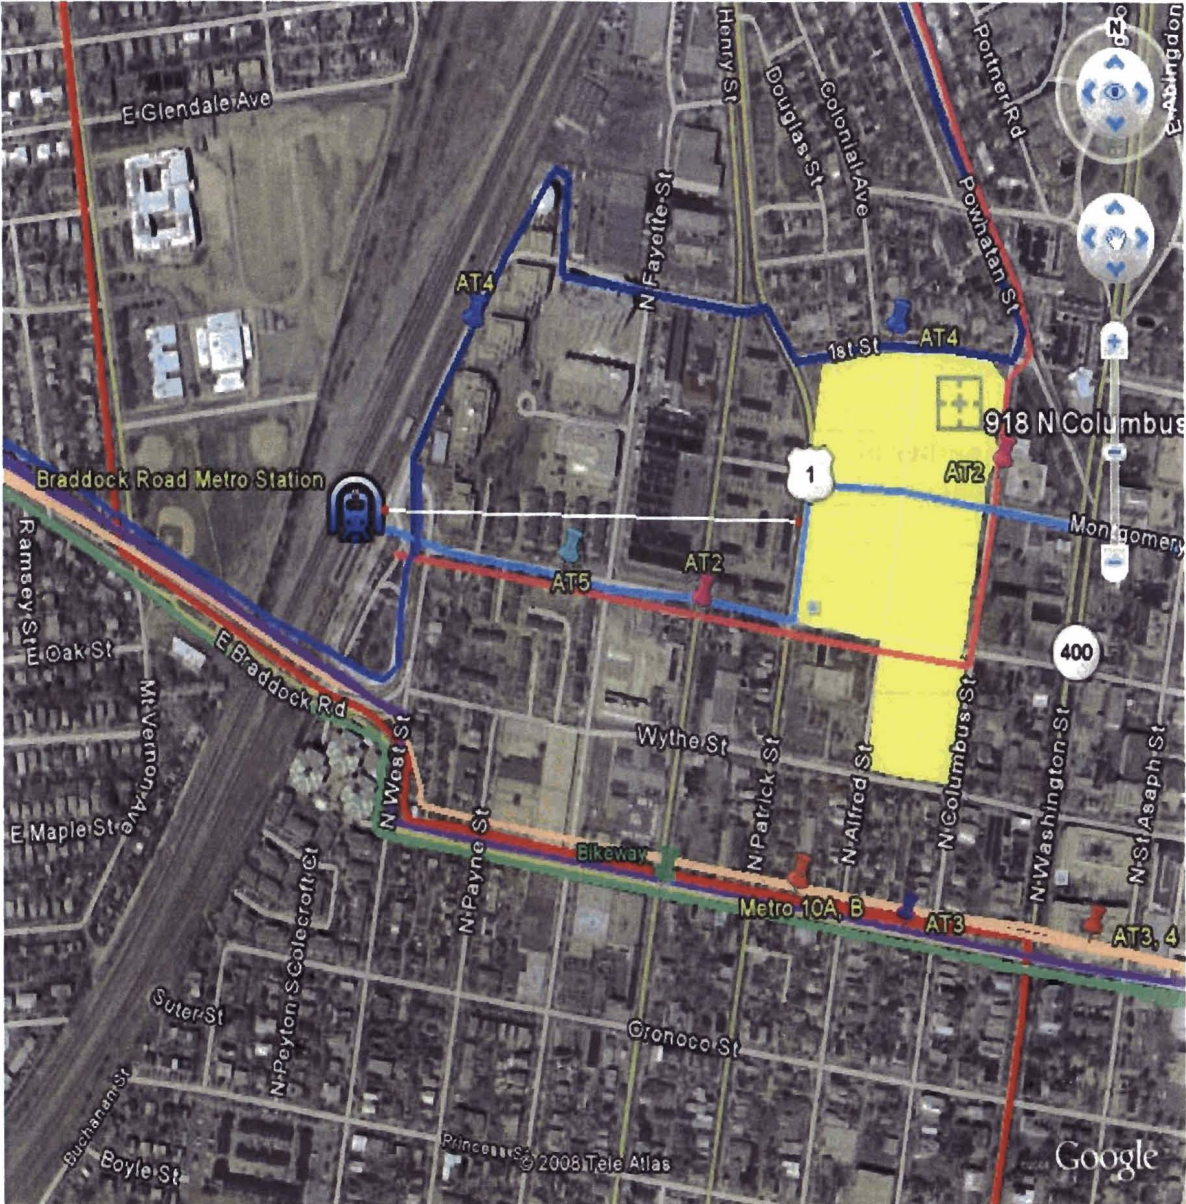 N
E Abingdon
Henry St
Portner Rd
Douglas St
Colonial Ave
E Glendale Ave
N Fayette St
Powhatan St
AT4
1st St
AT4
918 N Columbus
1
AT2
Braddock Road Metro Station
Montgomery
AT5
AT2
Ramsey St
E Oak St
E Braddock Rd
400
Mt Vernon Ave
N West St
Wythe St
N Patrick St
N Alfred St
N Columbus St
N Washington St
N St Asaph St
E Maple St
N Payne St
Bikeway
Metro 10A, B
AT3
AT3, 4
N Peyton S
Colecroft Ct
Suter St
Oronoco St
Buchanan St
Boyle St
Princess St
© 2008 Tele Atlas
Google